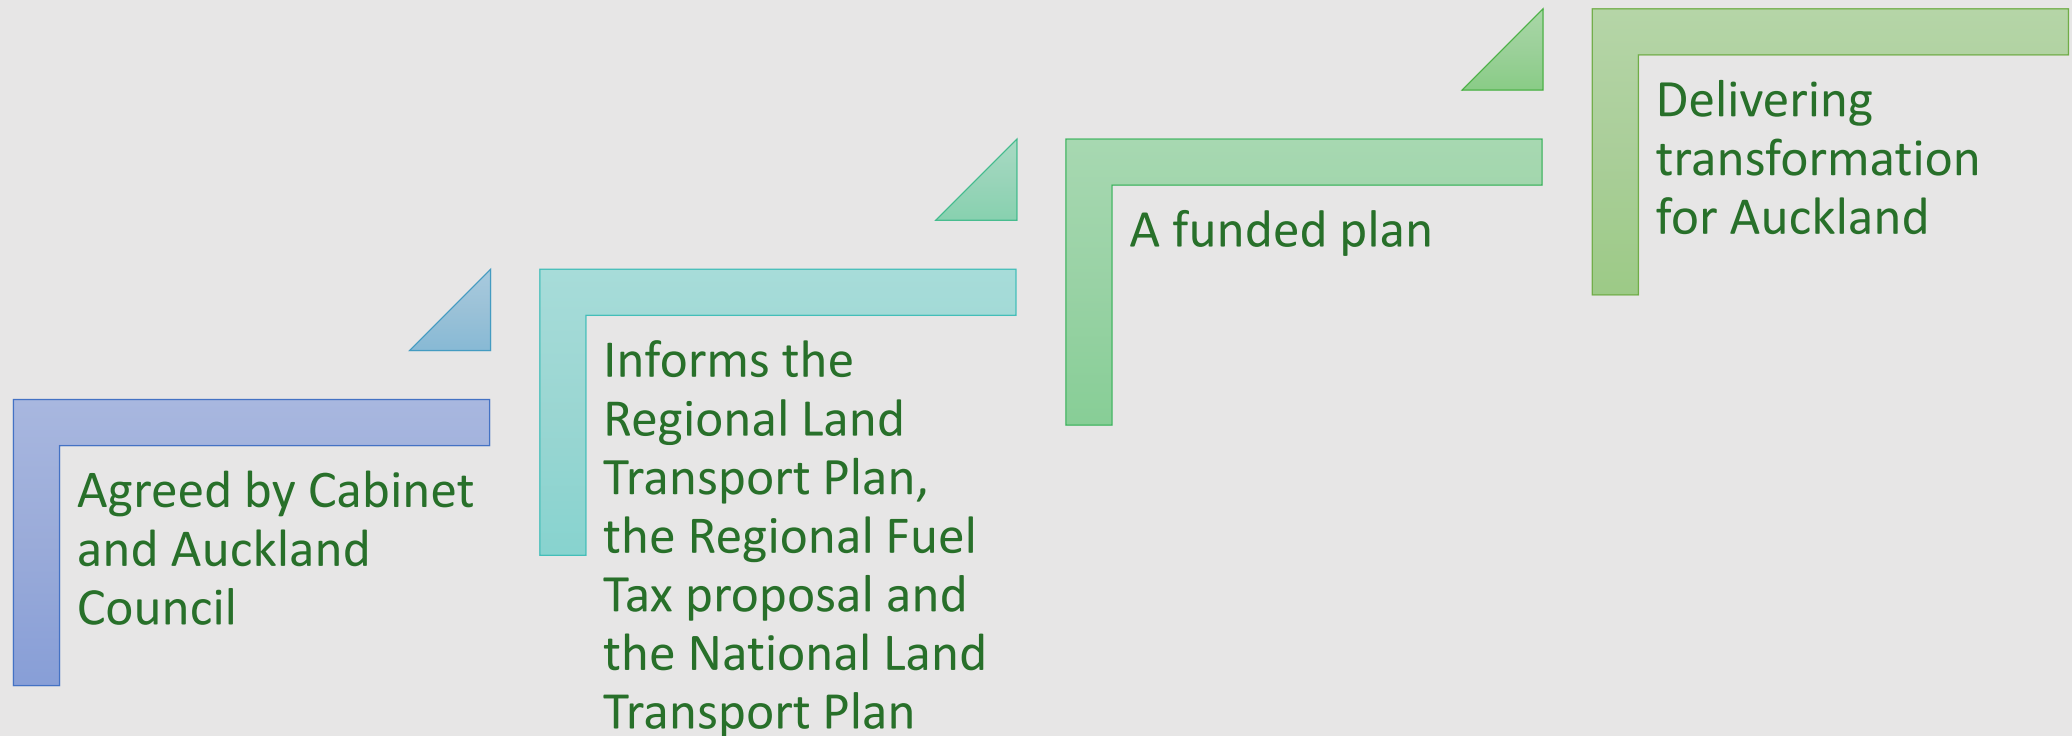 Agreed by Cabinet
and Auckland
Council
Informs the
Regional Land
Transport Plan,
the Regional Fuel
Tax proposal and
the National Land
Transport Plan
A funded plan
Delivering
transformation
for Auckland